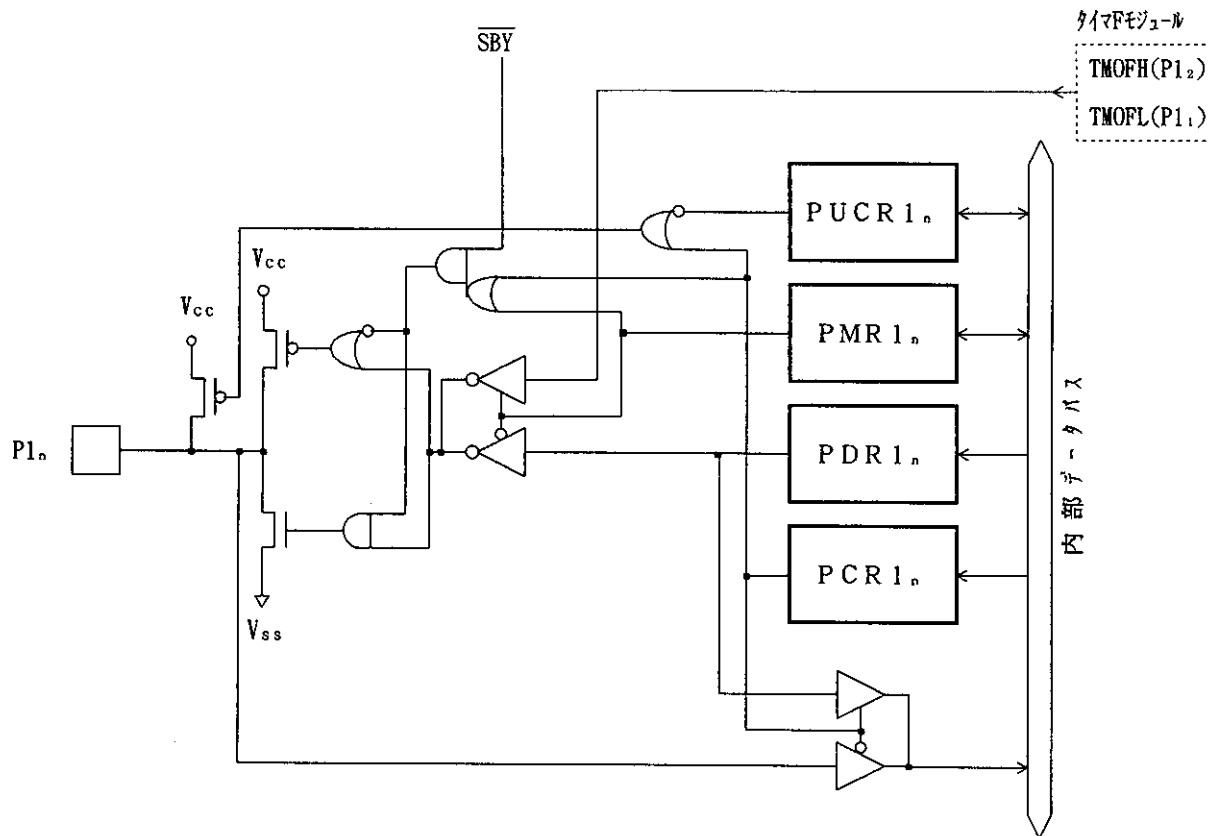 タイマFモジュール
SBY
TMOFH(P1₂)
TMOFL(P1₁)
PUCR1ₙ
Vcc
Vcc
PMR1ₙ
PDR1ₙ
P1ₙ
PCR1ₙ
Vss
内部データバス